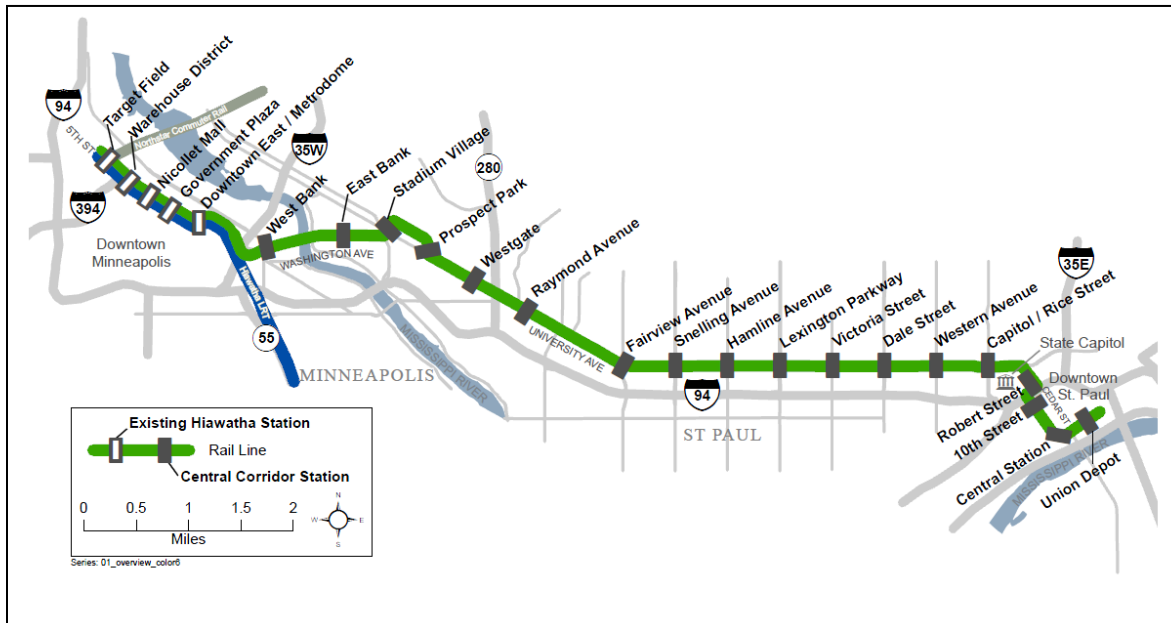 94
Target Field
Warehouse District
Nicollet Mall
Government Plaza
Downtown East / Metrodome
5TH ST
Northstar Commuter Rail
35W
394
Downtown
Minneapolis
West Bank
East Bank
Stadium Village
280
Prospect Park
Westgate
Raymond Avenue
WASHINGTON AVE
Hiawatha LRT
55
MINNEAPOLIS
MISSISSIPPI RIVER
UNIVERSITY AVE
Fairview Avenue
Snelling Avenue
Hamline Avenue
Lexington Parkway
Victoria Street
Dale Street
Western Avenue
Capitol / Rice Street
35E
State Capitol
Downtown
St. Paul
94
ST PAUL
CEDAR ST
Robert Street
10th Street
Central Station
Union Depot
MISSISSIPPI RIVER
Existing Hiawatha Station
Rail Line
Central Corridor Station
0 0.5 1 1.5 2
Miles
N
W E
S
Series: 01_overview_color6